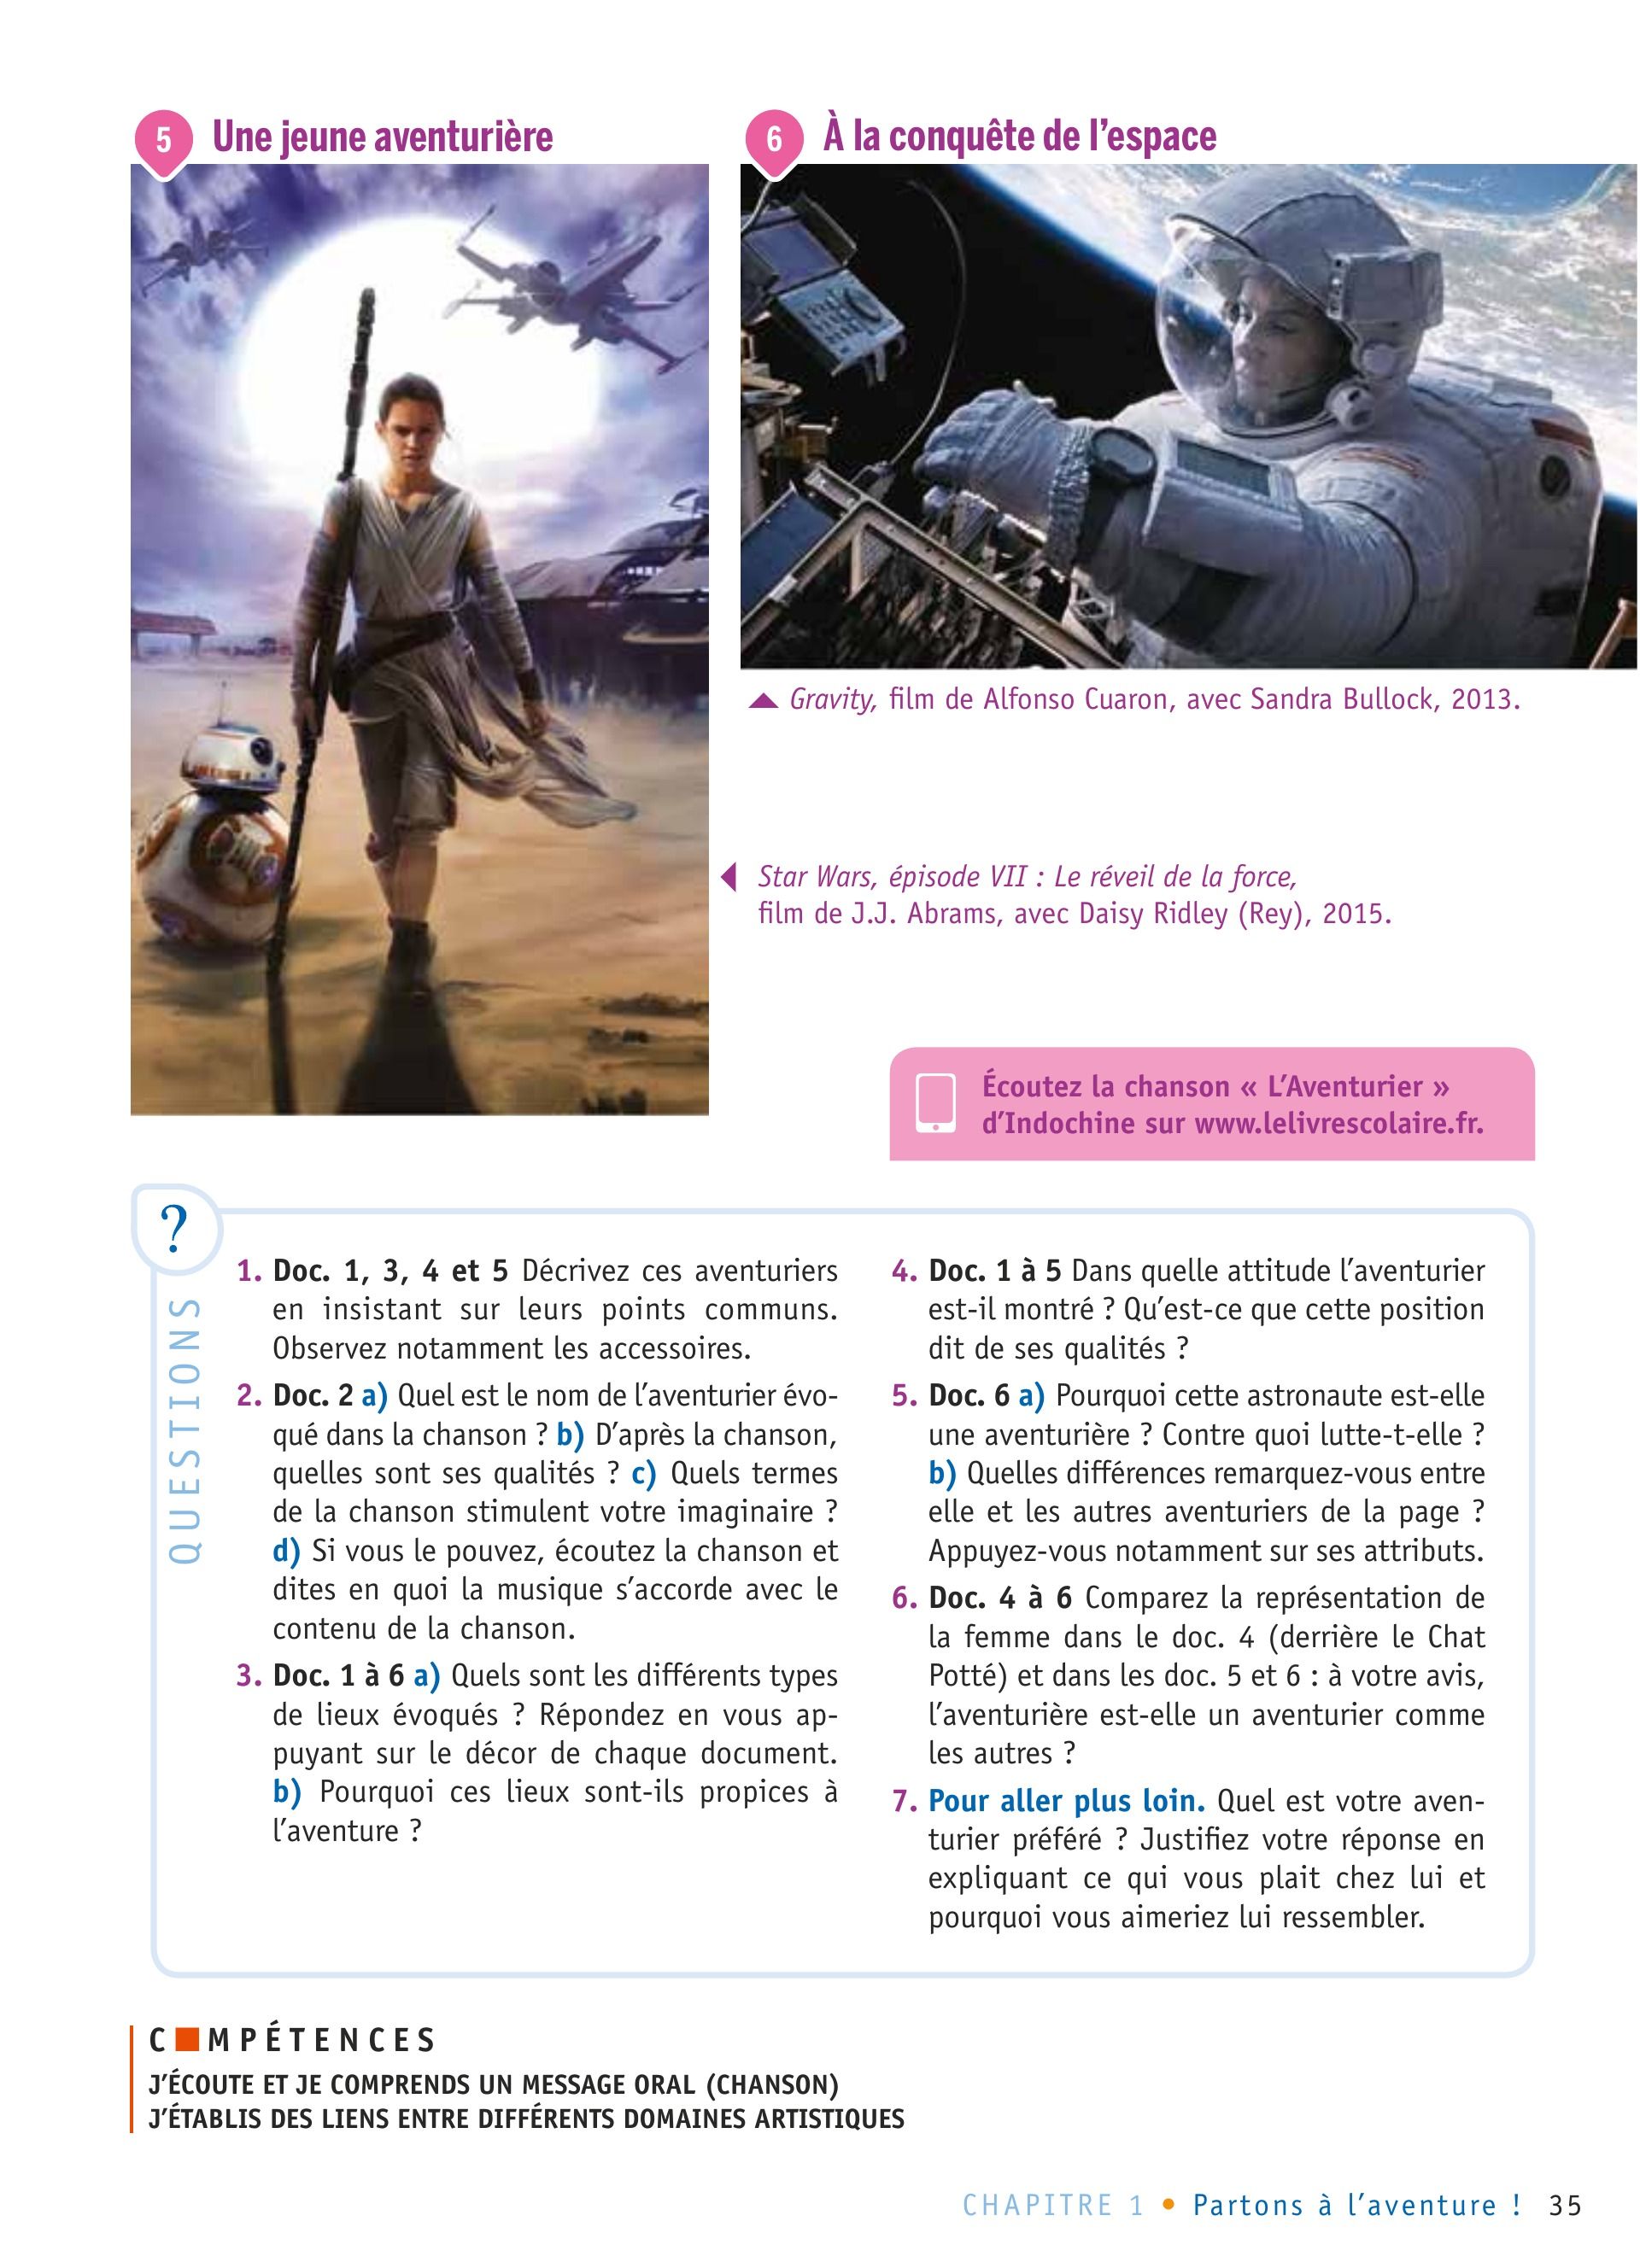 5 Une jeune aventurière
6 À la conquête de l’espace
Gravity, film de Alfonso Cuaron, avec Sandra Bullock, 2013.
Star Wars, épisode VII : Le réveil de la force,
film de J.J. Abrams, avec Daisy Ridley (Rey), 2015.
Écoutez la chanson « L’Aventurier »
d’Indochine sur www.lelivrescolaire.fr.
?
QUESTIONS
1. Doc. 1, 3, 4 et 5 Décrivez ces aventuriers
en insistant sur leurs points communs.
Observez notamment les accessoires.
2. Doc. 2 a) Quel est le nom de l’aventurier évo-
qué dans la chanson ? b) D’après la chanson,
quelles sont ses qualités ? c) Quels termes
de la chanson stimulent votre imaginaire ?
d) Si vous le pouvez, écoutez la chanson et
dites en quoi la musique s’accorde avec le
contenu de la chanson.
3. Doc. 1 à 6 a) Quels sont les différents types
de lieux évoqués ? Répondez en vous ap-
puyant sur le décor de chaque document.
b) Pourquoi ces lieux sont-ils propices à
l’aventure ?
4. Doc. 1 à 5 Dans quelle attitude l’aventurier
est-il montré ? Qu’est-ce que cette position
dit de ses qualités ?
5. Doc. 6 a) Pourquoi cette astronaute est-elle
une aventurière ? Contre quoi lutte-t-elle ?
b) Quelles différences remarquez-vous entre
elle et les autres aventuriers de la page ?
Appuyez-vous notamment sur ses attributs.
6. Doc. 4 à 6 Comparez la représentation de
la femme dans le doc. 4 (derrière le Chat
Potté) et dans les doc. 5 et 6 : à votre avis,
l’aventurière est-elle un aventurier comme
les autres ?
7. Pour aller plus loin. Quel est votre aven-
turier préféré ? Justifiez votre réponse en
expliquant ce qui vous plait chez lui et
pourquoi vous aimeriez lui ressembler.
C■MPÉTENCES
J’ÉCOUTE ET JE COMPRENDS UN MESSAGE ORAL (CHANSON)
J’ÉTABLIS DES LIENS ENTRE DIFFÉRENTS DOMAINES ARTISTIQUES
CHAPITRE 1 • Partons à l’aventure ! 35